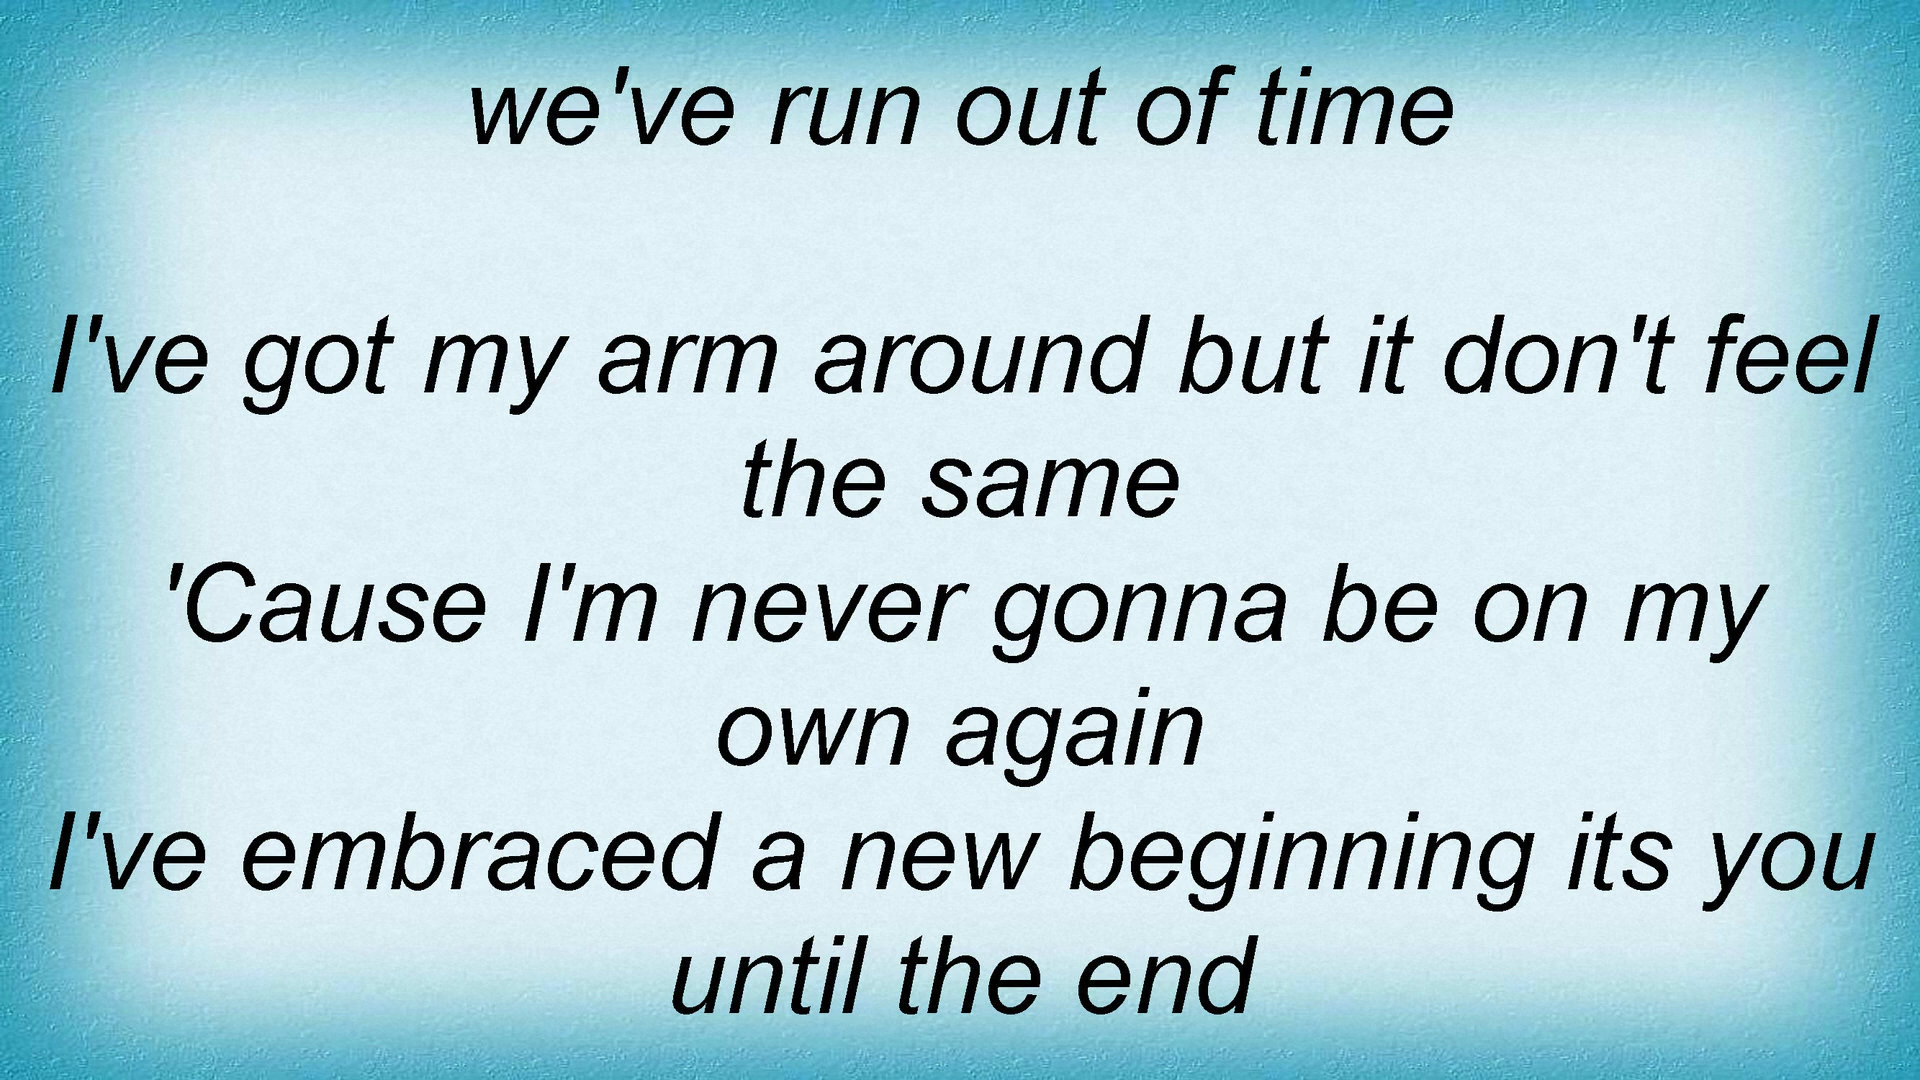 we've run out of time
I've got my arm around but it don't feel
the same
'Cause I'm never gonna be on my
own again
I've embraced a new beginning its you
until the end